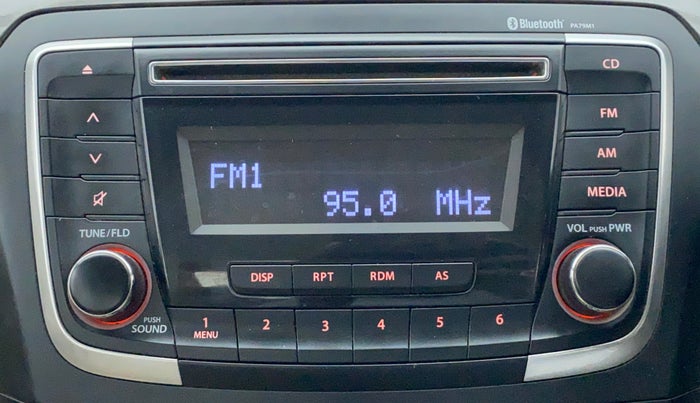 Bluetooth PA79M1
CD
FM
AM
MEDIA
FM1
95.0 MHz
TUNE/FLD
VOL PUSH PWR
DISP RPT RDM AS
PUSH
SOUND
1 2 3 4 5 6
MENU